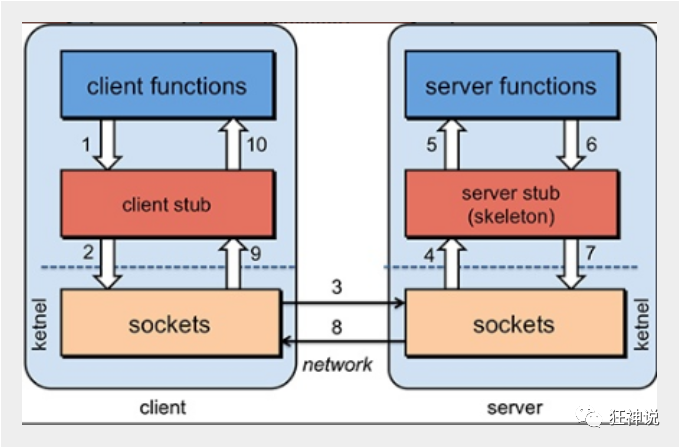 client functions
server functions
1
10
5
6
client stub
server stub
(skeleton)
2
9
4
7
ketnel
sockets
3
8
network
sockets
ketnel
client
server
狂神说